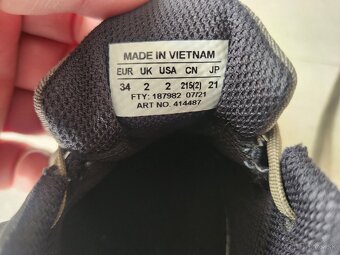 MADE IN VIETNAM
EUR UK USA CN JP
34 2 2 215(2) 21
FTY: 187982 07/21
ART NO. 414487